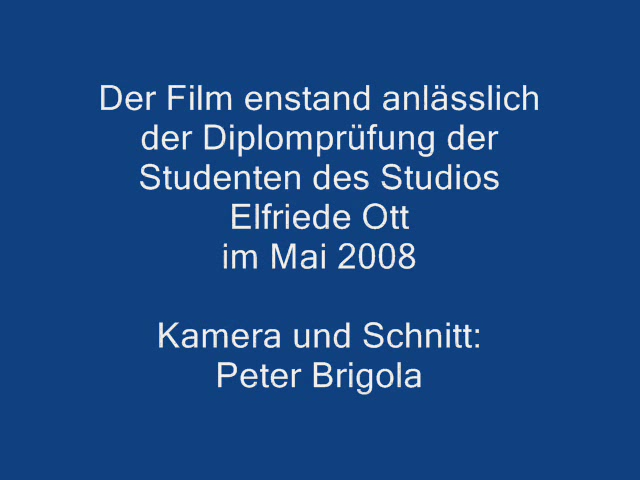 Der Film enstand anlässlich
der Diplomprüfung der
Studenten des Studios
Elfriede Ott
im Mai 2008
Kamera und Schnitt:
Peter Brigola